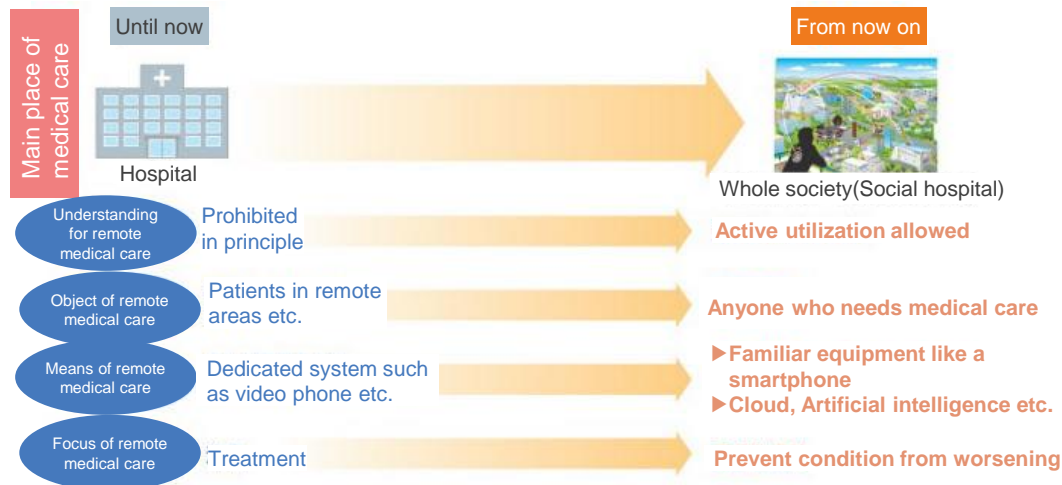 Main place of
medical care
Until now
From now on
Hospital
Whole society(Social hospital)
Understanding
for remote
medical care
Prohibited
in principle
Active utilization allowed
Object of remote
medical care
Patients in remote
areas etc.
Anyone who needs medical care
Means of remote
medical care
Dedicated system such
as video phone etc.
▶Familiar equipment like a
smartphone
▶Cloud, Artificial intelligence etc.
Focus of remote
medical care
Treatment
Prevent condition from worsening